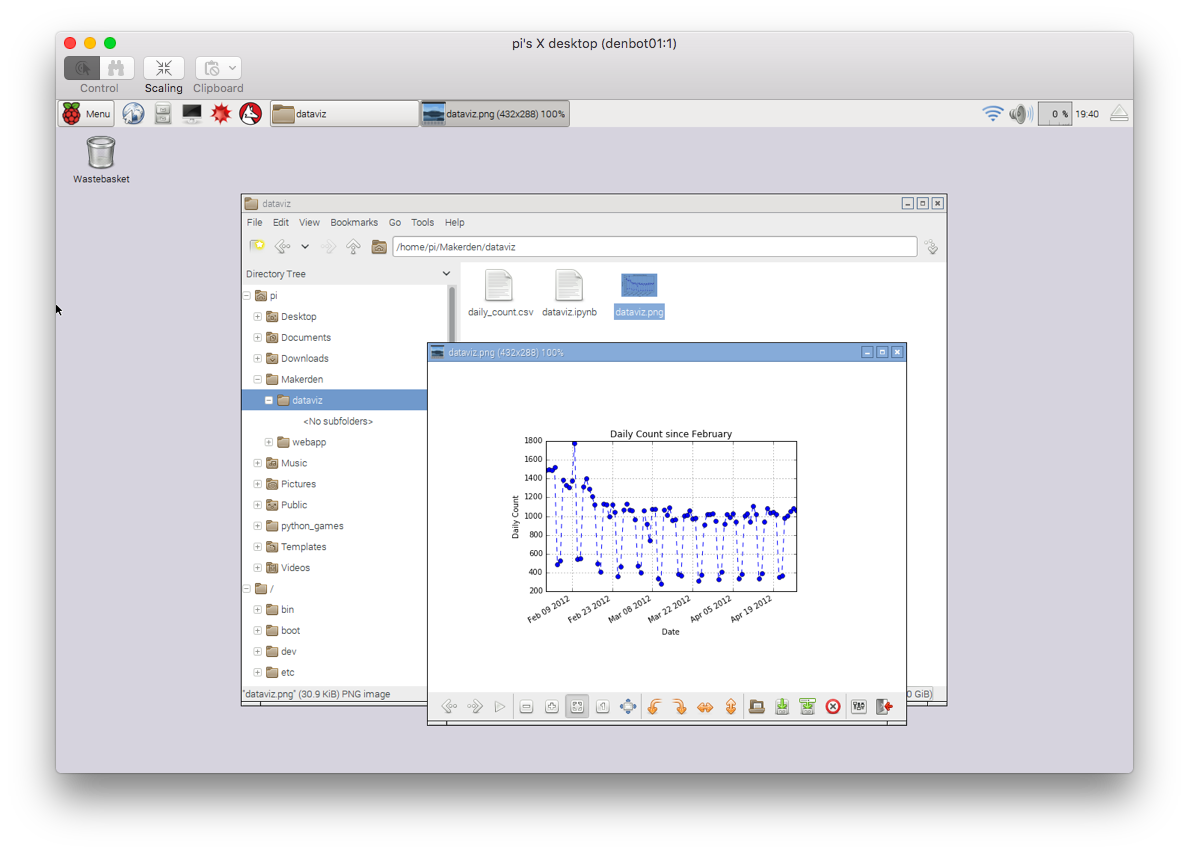 pi's X desktop (denbot01:1)
Control Scaling Clipboard
Menu dataviz dataviz.png (432x288) 100% 0 % 19:40
Wastebasket
dataviz
File Edit View Bookmarks Go Tools Help
/home/pi/Makerden/dataviz
Directory Tree
pi
Desktop
Documents
Downloads
Makerden
dataviz
<No subfolders>
webapp
Music
Pictures
Public
python_games
Templates
Videos
/
bin
boot
dev
etc
daily_count.csv dataviz.ipynb dataviz.png
"dataviz.png" (30.9 KiB) PNG image
0 GiB)
dataviz.png (432x288) 100%
Daily Count since February
Daily Count
1800
1600
1400
1200
1000
800
600
400
200
Feb 09 2012 Feb 23 2012 Mar 08 2012 Mar 22 2012 Apr 05 2012 Apr 19 2012
Date